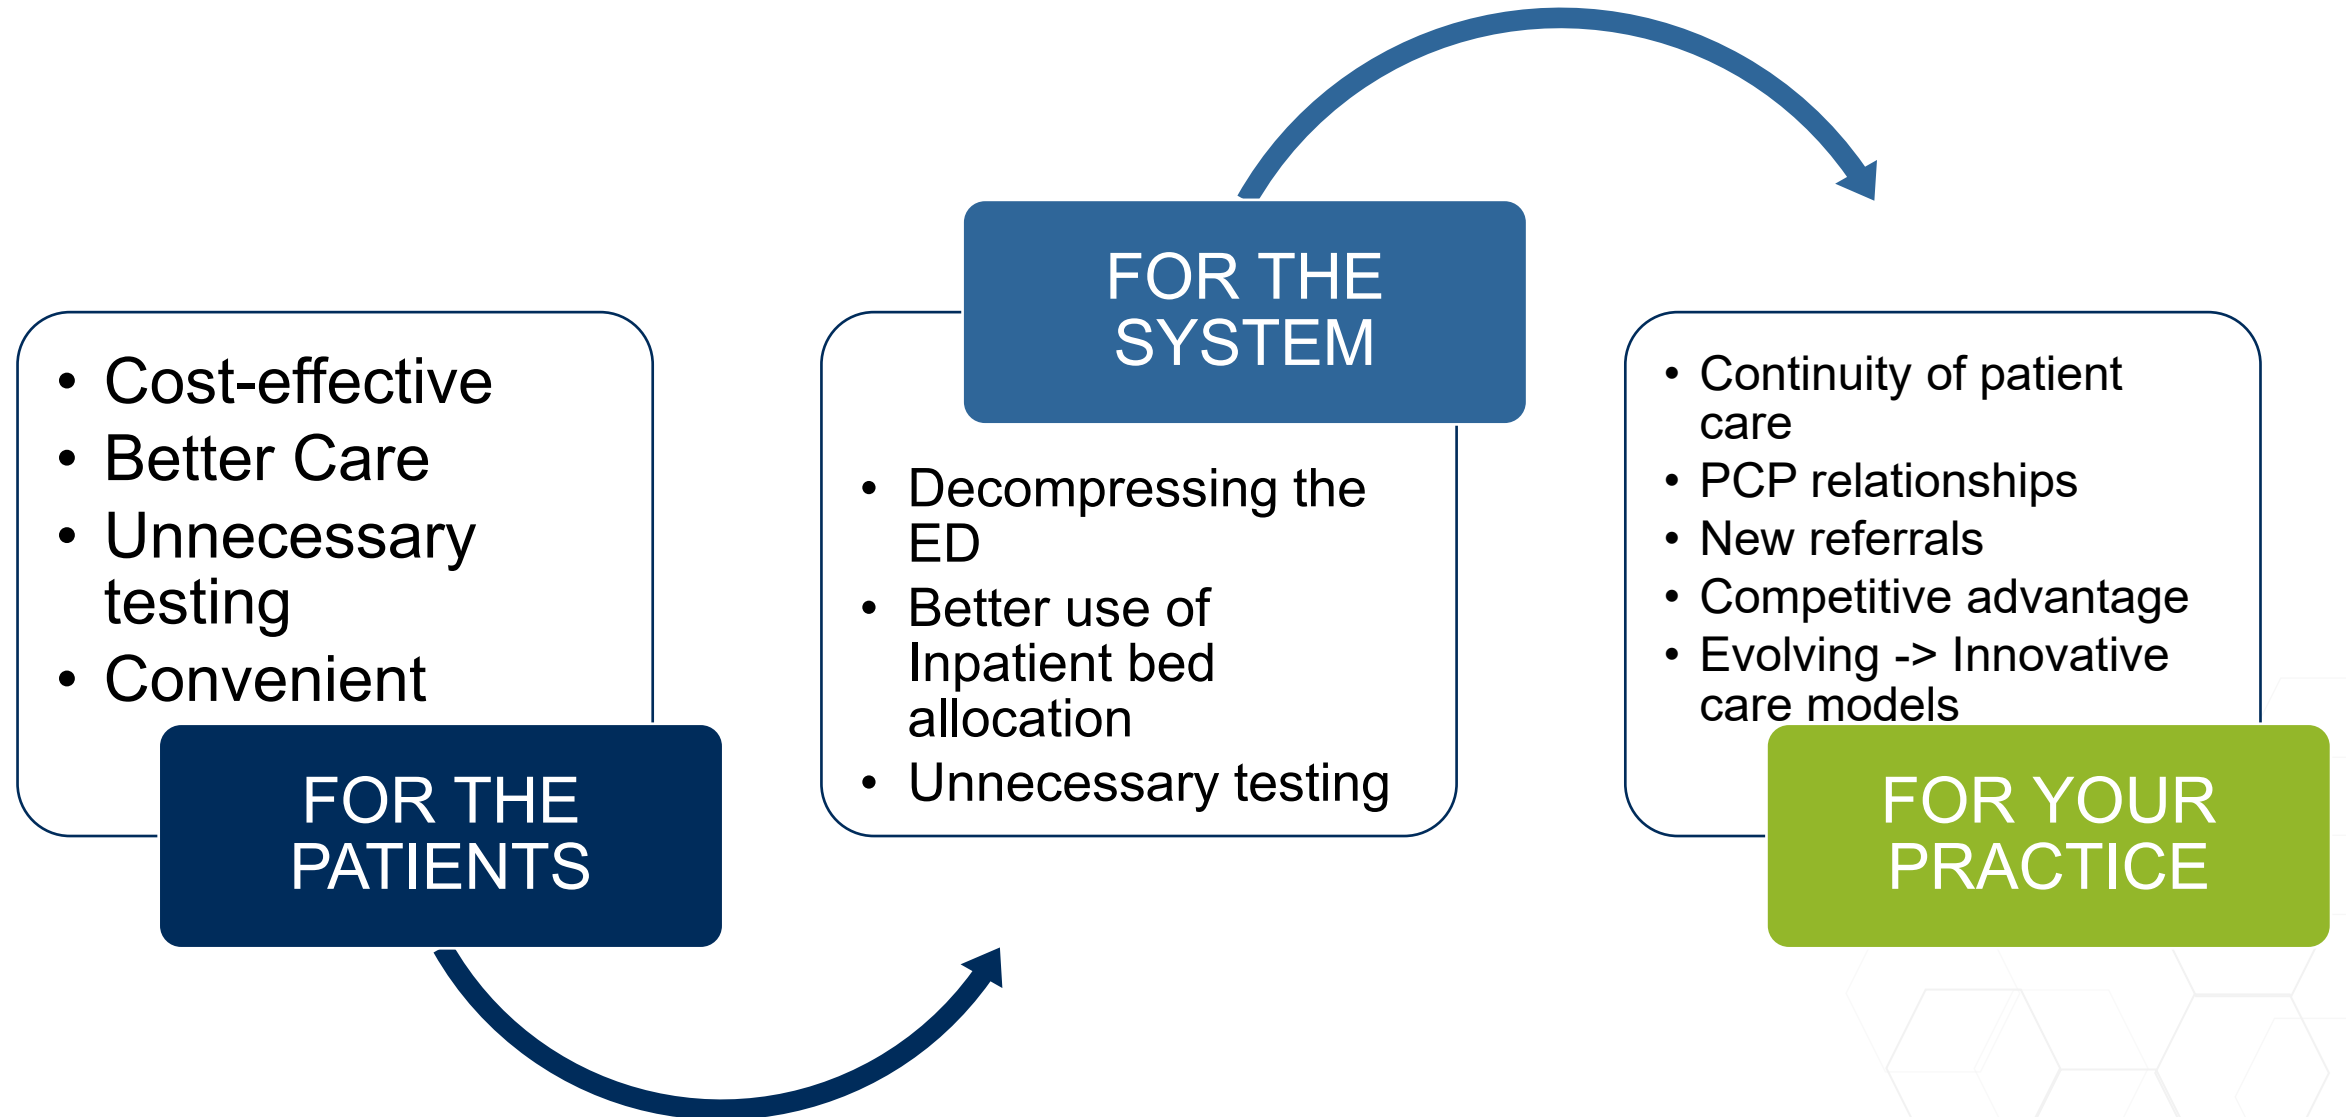 • Cost-effective
• Better Care
• Unnecessary
testing
• Convenient
FOR THE
PATIENTS
FOR THE
SYSTEM
• Decompressing the
ED
• Better use of
Inpatient bed
allocation
• Unnecessary testing
• Continuity of patient
care
• PCP relationships
• New referrals
• Competitive advantage
• Evolving -> Innovative
care models
FOR YOUR
PRACTICE